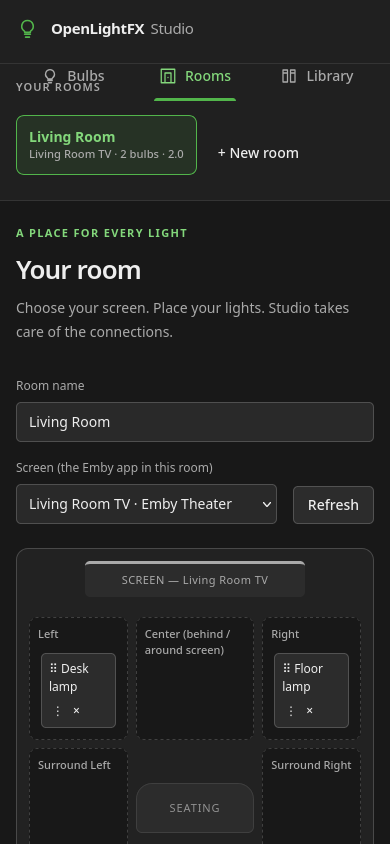 OpenLightFX Studio
Bulbs
Rooms
Library
YOUR ROOMS
Living Room
Living Room TV · 2 bulbs · 2.0
+ New room
A PLACE FOR EVERY LIGHT
Your room
Choose your screen. Place your lights. Studio takes
care of the connections.
Room name
Living Room
Screen (the Emby app in this room)
Living Room TV · Emby Theater
Refresh
SCREEN — Living Room TV
Left
⠿ Desk
lamp
⋮ ×
Center (behind /
around screen)
Right
⠿ Floor
lamp
⋮ ×
Surround Left
SEATING
Surround Right